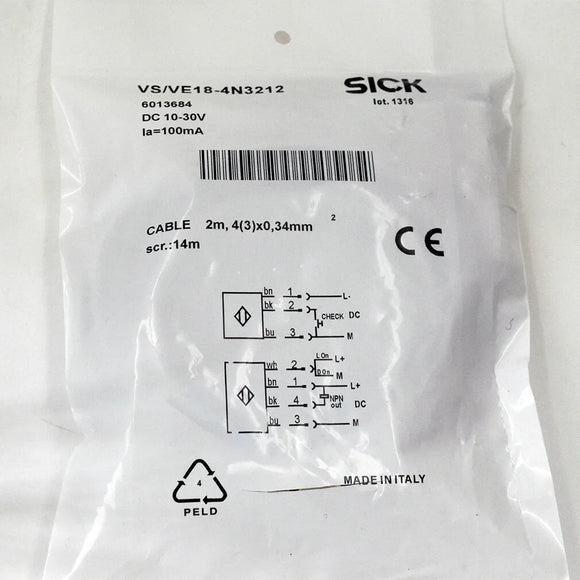 VS/VE18-4N3212
6013684
DC 10-30V
Ia=100mA
SICK
lot. 1316
CABLE 2m, 4(3)x0,34mm 2
scr.:14m
CE
bn 1 L-
bk 2 CHECK DC
bu 3 M
wh 2 L On L+
D On M
bn 1 L+
bk 4 NPN out DC
bu 3 M
4
PELD
MADE IN ITALY